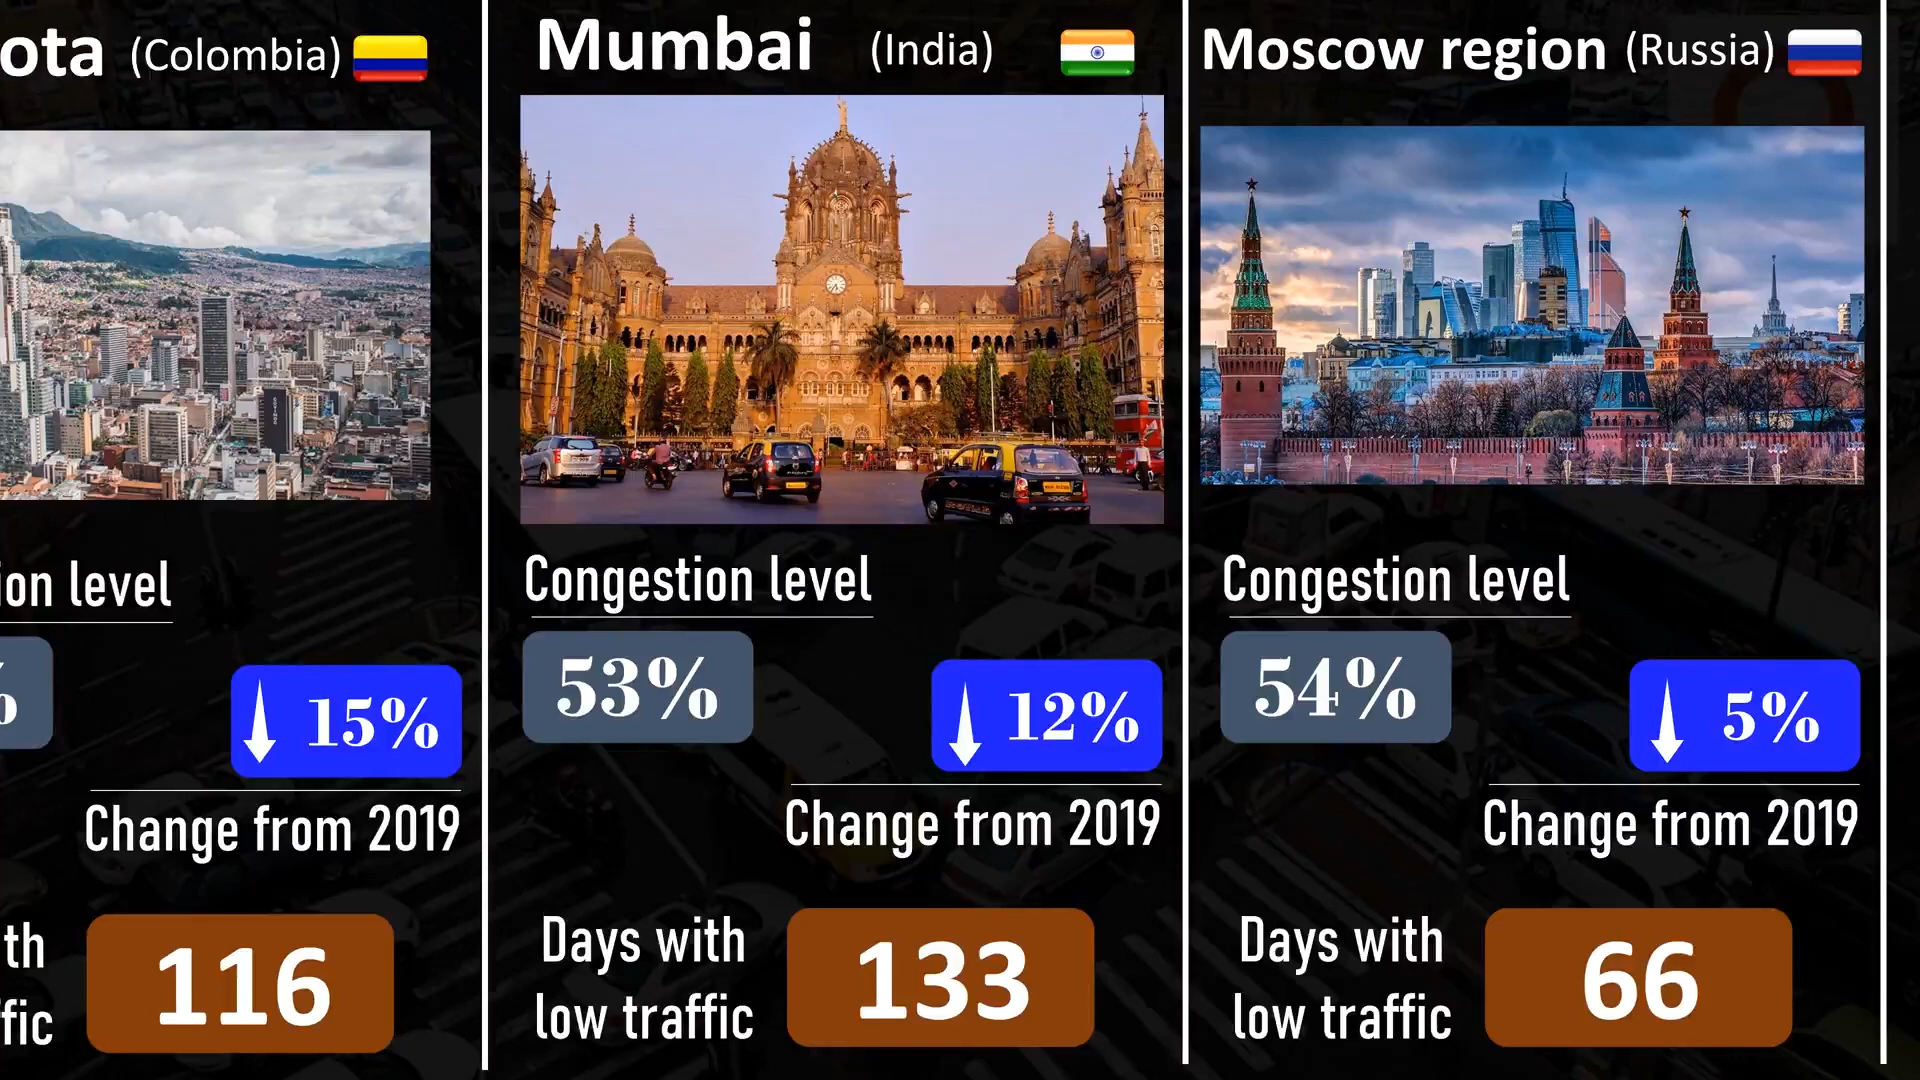 ota (Colombia)
ion level
%
15%
Change from 2019
th
fic
116
Mumbai (India)
Congestion level
53%
12%
Change from 2019
Days with
low traffic
133
Moscow region (Russia)
Congestion level
54%
5%
Change from 2019
Days with
low traffic
66